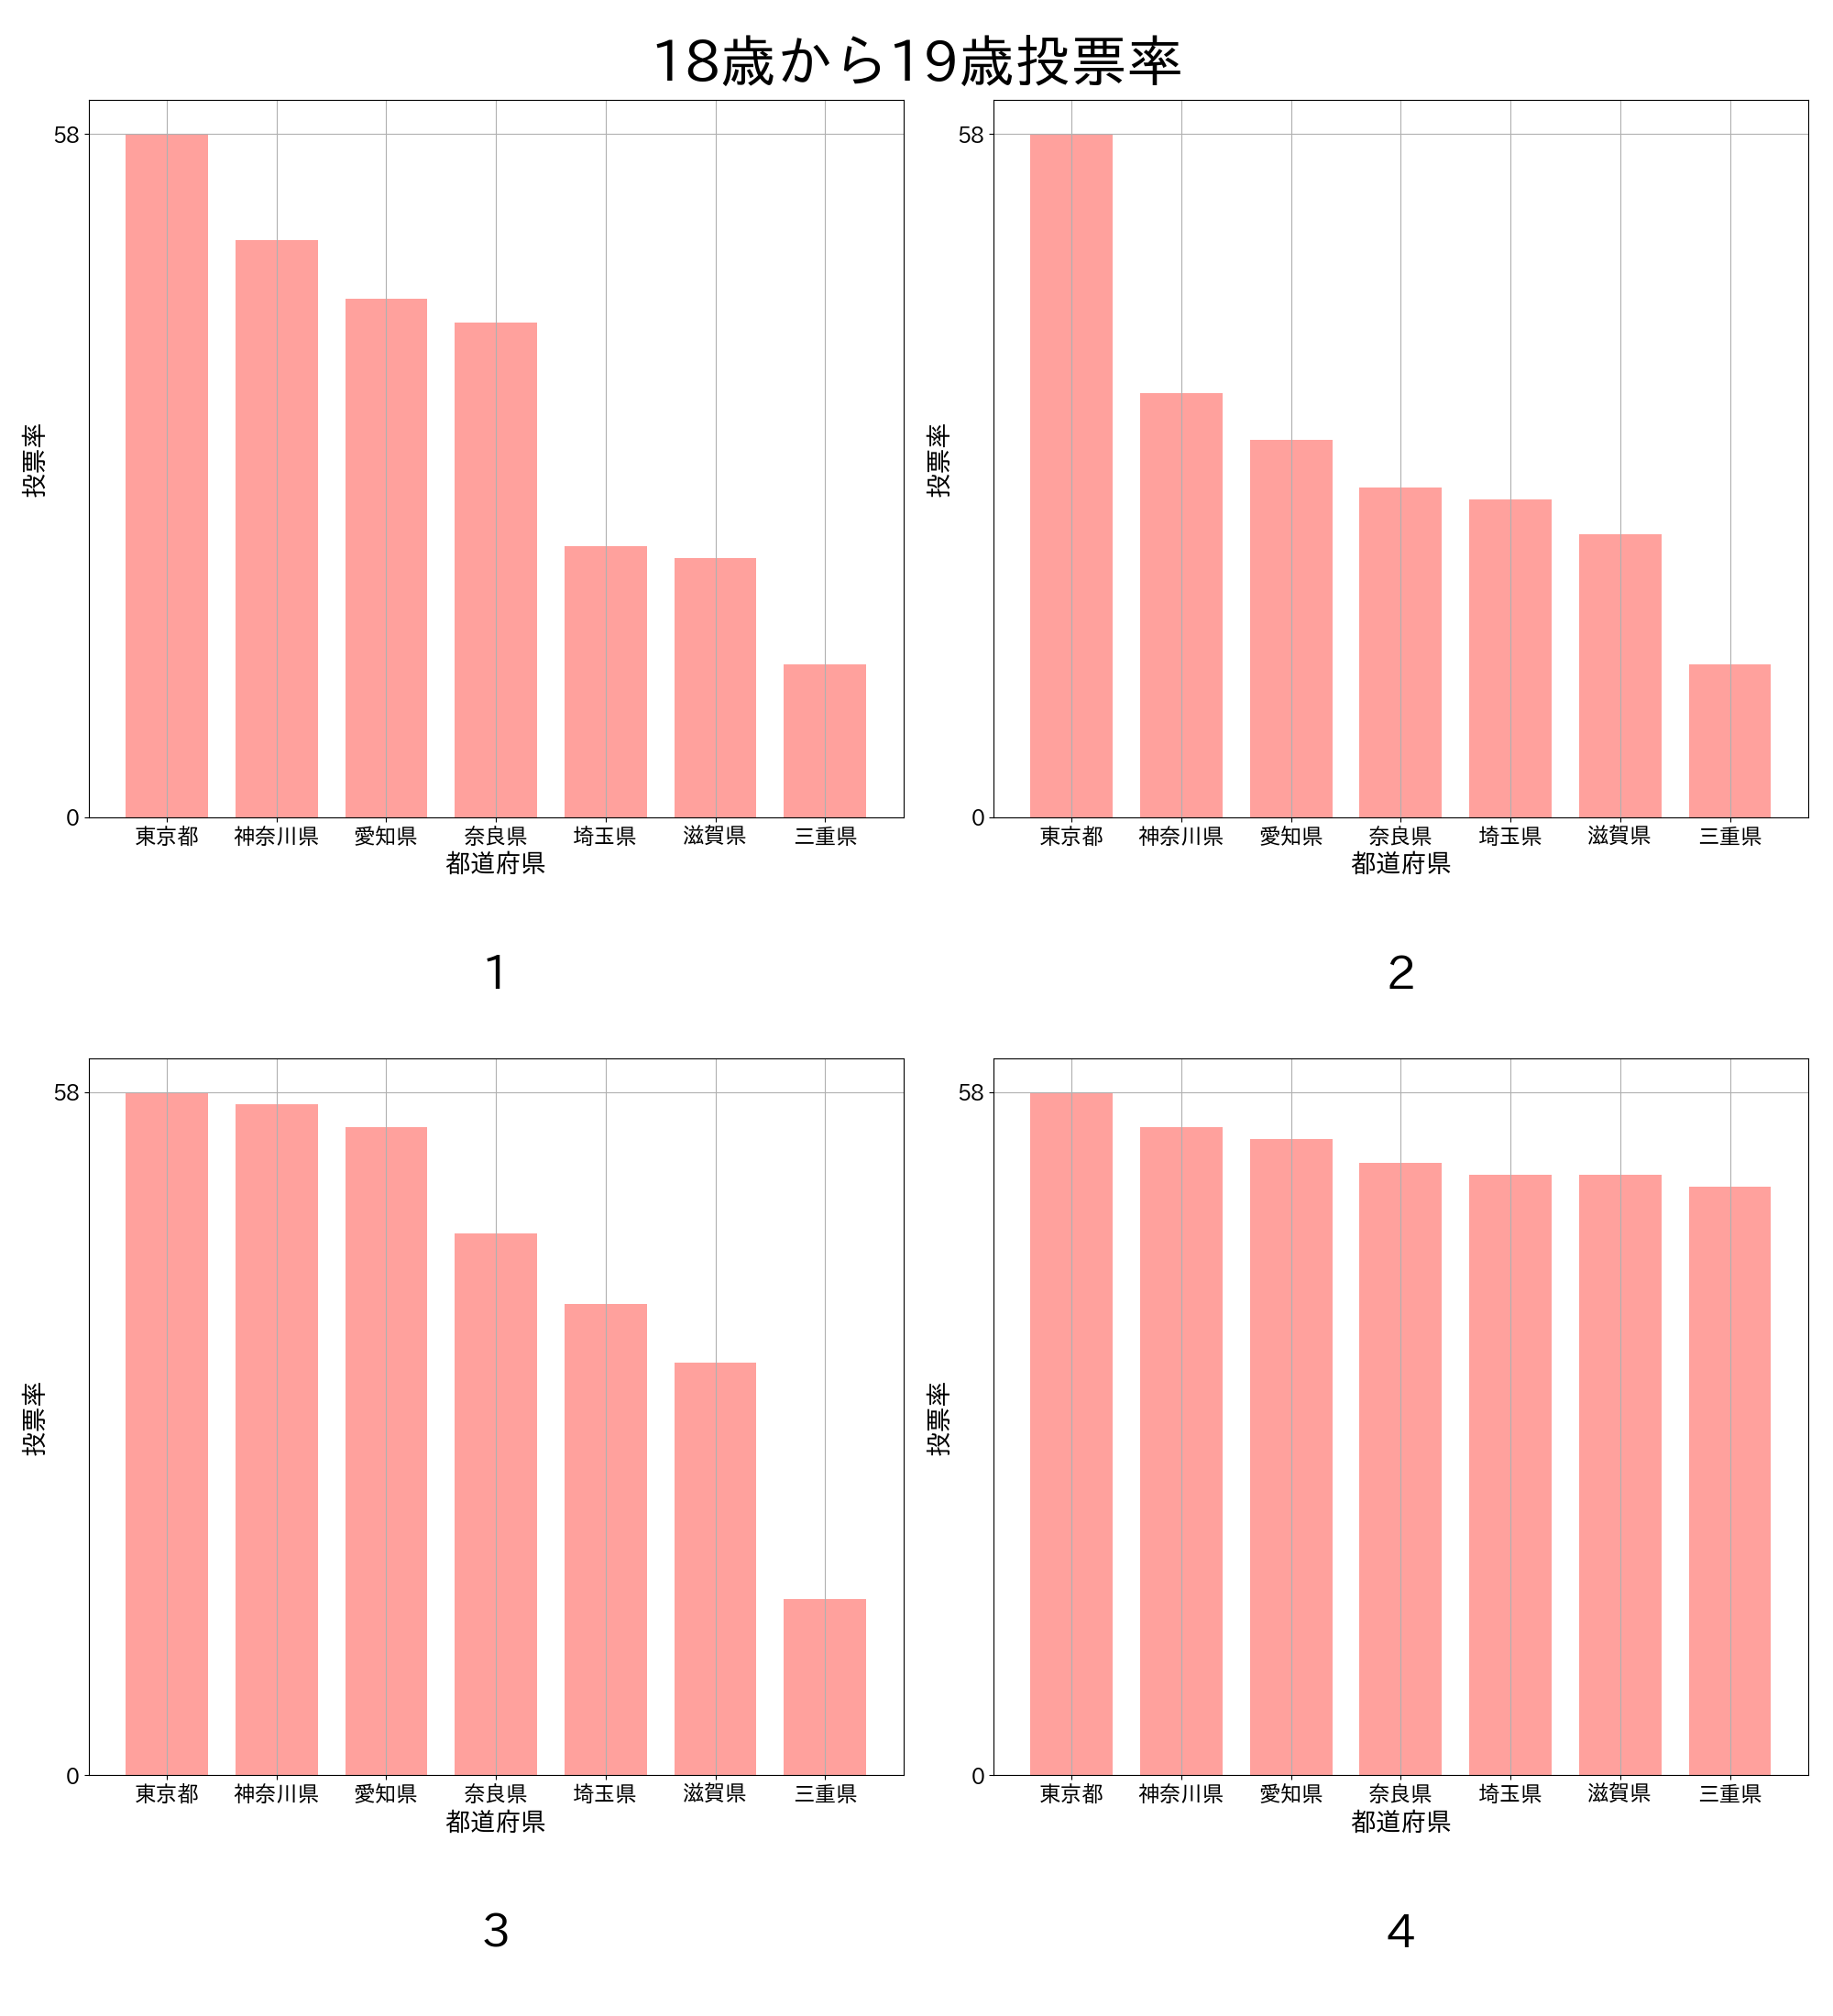 18歳から19歳投票率
58
0
投票率
東京都 神奈川県 愛知県 奈良県 埼玉県 滋賀県 三重県
都道府県
1
58
0
投票率
東京都 神奈川県 愛知県 奈良県 埼玉県 滋賀県 三重県
都道府県
2
58
0
投票率
東京都 神奈川県 愛知県 奈良県 埼玉県 滋賀県 三重県
都道府県
3
58
0
投票率
東京都 神奈川県 愛知県 奈良県 埼玉県 滋賀県 三重県
都道府県
4